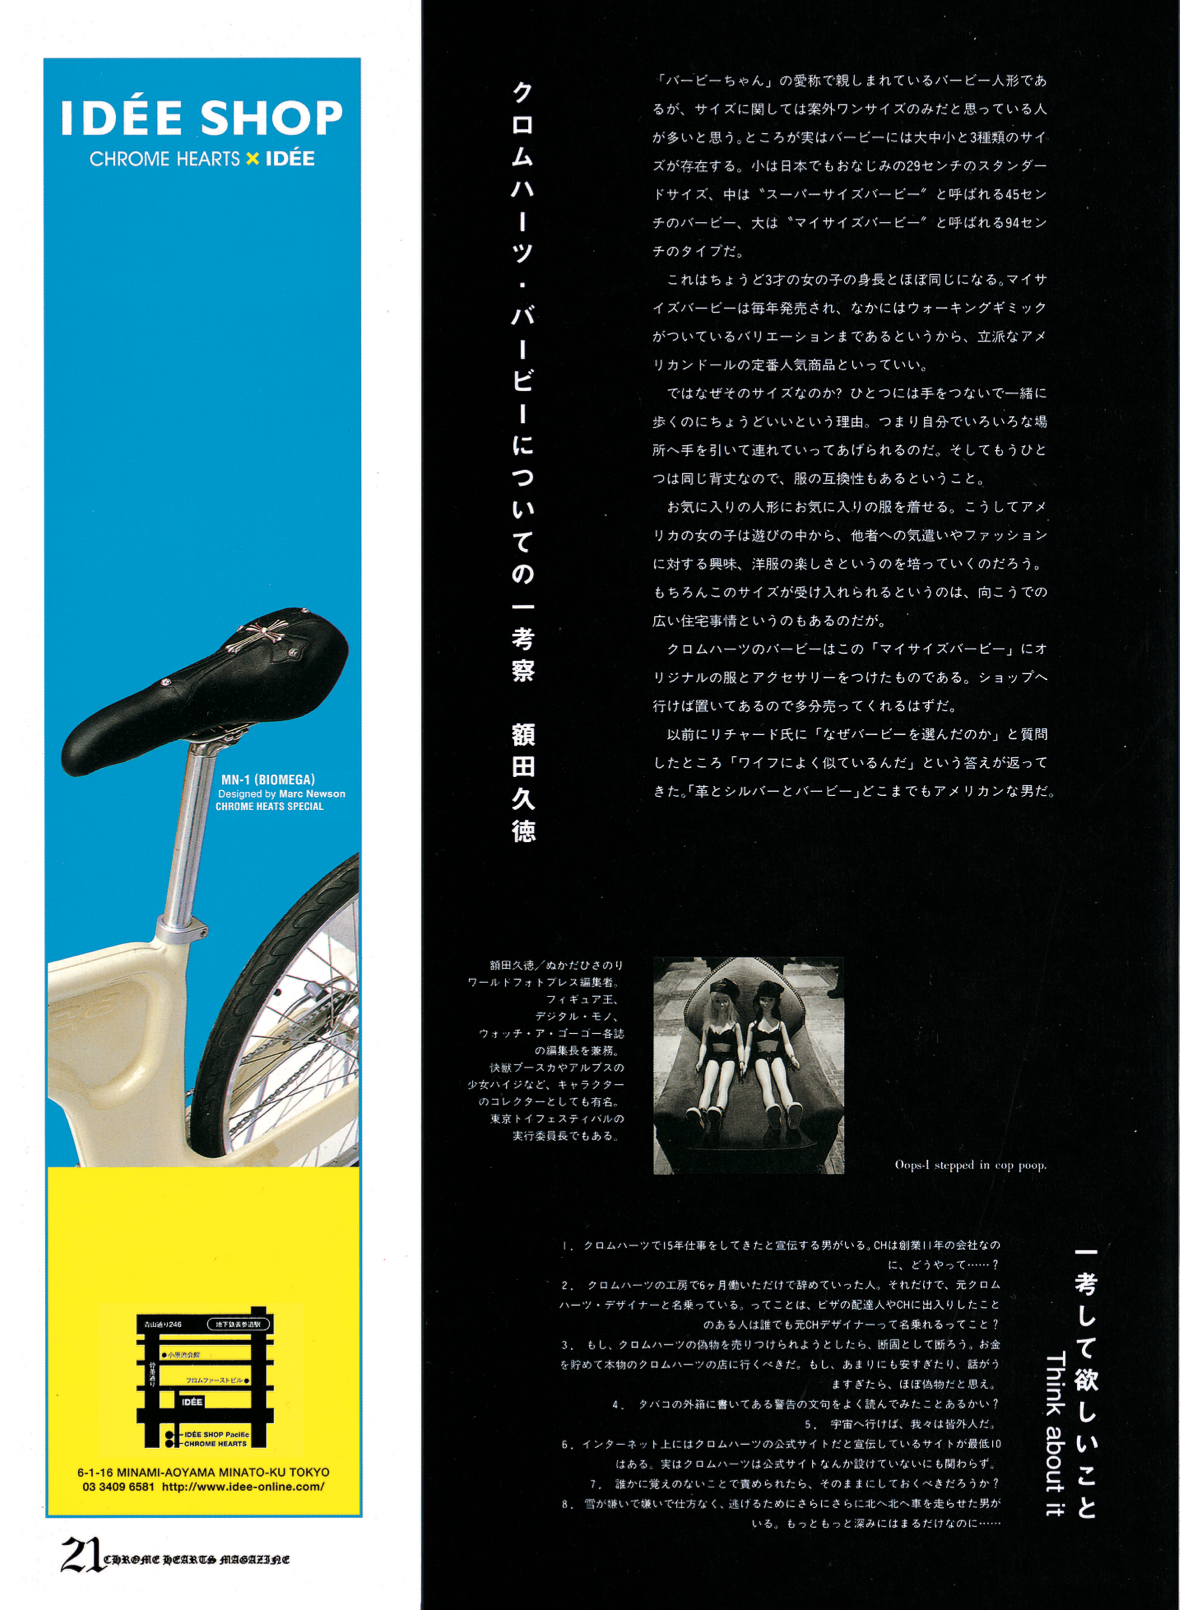 IDÉE SHOP
CHROME HEARTS × IDÉE
MN-1 (BIOMEGA)
Designed by Marc Newson
CHROME HEATS SPECIAL
青山通り246
地下鉄表参道駅
小原流会館
骨董通り
フロムファーストビル
IDÉE
IDÉE SHOP Pacific
CHROME HEARTS
6-1-16 MINAMI-AOYAMA MINATO-KU TOKYO
03 3409 6581 http://www.idee-online.com/
21 CHROME HEARTS MAGAZINE
クロムハーツ・バービーについての一考察 額田久徳
「バービーちゃん」の愛称で親しまれているバービー人形であ
るが、サイズに関しては案外ワンサイズのみだと思っている人
が多いと思う。ところが実はバービーには大中小と3種類のサイ
ズが存在する。小は日本でもおなじみの29センチのスタンダー
ドサイズ、中は〝スーパーサイズバービー〞と呼ばれる45セン
チのバービー、大は〝マイサイズバービー〞と呼ばれる94セン
チのタイプだ。
これはちょうど3才の女の子の身長とほぼ同じになる。マイサ
イズバービーは毎年発売され、なかにはウォーキングギミック
がついているバリエーションまであるというから、立派なアメ
リカンドールの定番人気商品といっていい。
ではなぜそのサイズなのか? ひとつには手をつないで一緒に
歩くのにちょうどいいという理由。つまり自分でいろいろな場
所へ手を引いて連れていってあげられるのだ。そしてもうひと
つは同じ背丈なので、服の互換性もあるということ。
お気に入りの人形にお気に入りの服を着せる。こうしてアメ
リカの女の子は遊びの中から、他者への気遣いやファッション
に対する興味、洋服の楽しさというのを培っていくのだろう。
もちろんこのサイズが受け入れられるというのは、向こうでの
広い住宅事情というのもあるのだが。
クロムハーツのバービーはこの「マイサイズバービー」にオ
リジナルの服とアクセサリーをつけたものである。ショップへ
行けば置いてあるので多分売ってくれるはずだ。
以前にリチャード氏に「なぜバービーを選んだのか」と質問
したところ「ワイフによく似ているんだ」という答えが返って
きた。「革とシルバーとバービー」どこまでもアメリカンな男だ。
額田久徳／ぬかだひさのり
ワールドフォトプレス編集者。
フィギュア王、
デジタル・モノ、
ウォッチ・ア・ゴーゴー各誌
の編集長を兼務。
快獣ブースカやアルプスの
少女ハイジなど、キャラクター
のコレクターとしても有名。
東京トイフェスティバルの
実行委員長でもある。
Oops-I stepped in cop poop.
一考して欲しいこと
Think about it
1. クロムハーツで15年仕事をしてきたと宣伝する男がいる。CHは創業11年の会社なの
に、どうやって……？
2. クロムハーツの工房で6ヶ月働いただけで辞めていった人。それだけで、元クロム
ハーツ・デザイナーと名乗っている。ってことは、ピザの配達人やCHに出入りしたこと
のある人は誰でも元CHデザイナーって名乗れるってこと？
3. もし、クロムハーツの偽物を売りつけられようとしたら、断固として断ろう。お金
を貯めて本物のクロムハーツの店に行くべきだ。もし、あまりにも安すぎたり、話がう
ますぎたら、ほぼ偽物だと思え。
4. タバコの外箱に書いてある警告の文句をよく読んでみたことあるかい？
5. 宇宙へ行けば、我々は皆外人だ。
6. インターネット上にはクロムハーツの公式サイトだと宣伝しているサイトが最低10
はある。実はクロムハーツは公式サイトなんか設けていないにも関わらず。
7. 誰かに覚えのないことで責められたら、そのままにしておくべきだろうか？
8. 雪が嫌いで嫌いで仕方なく、逃げるためにさらにさらに北へ北へ車を走らせた男が
いる。もっともっと深みにはまるだけなのに……